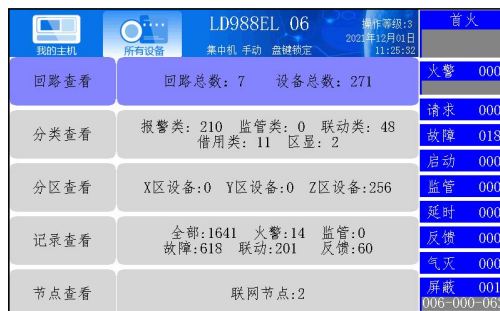 我的主机
所有设备
LD988EL 06
集中机 手动 盘键锁定
操作等级:3
2021年12月01日
11:25:32
首 火
回路查看
回路总数: 7 设备总数: 271
火警 000
请求 000
分类查看
报警类: 210 监管类: 0 联动类: 48
借用类: 11 区显: 2
故障 018
启动 000
分区查看
X区设备:0 Y区设备:0 Z区设备:256
监管 000
延时 000
记录查看
全部:1641 火警:14 监管:0
故障:618 联动:201 反馈:60
反馈 000
气灭 000
节点查看
联网节点:2
屏蔽 001
006-000-062